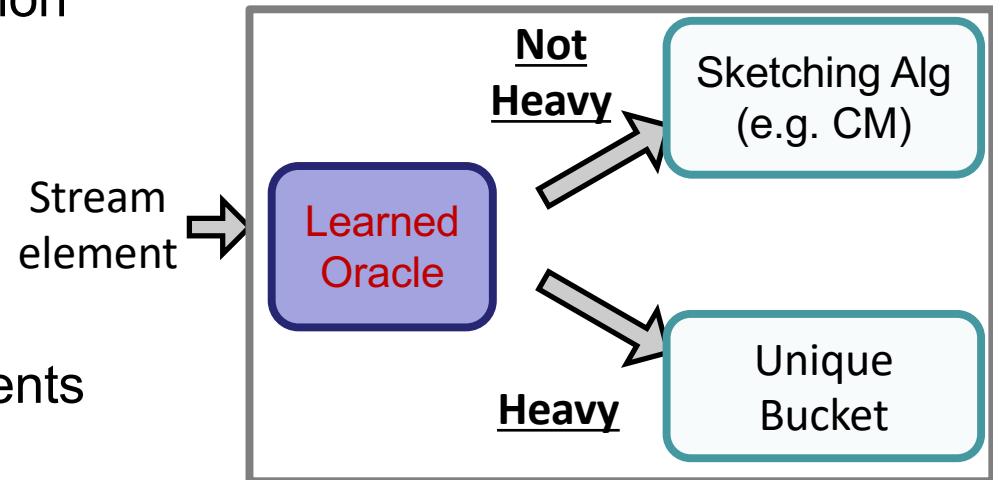 Not
Heavy
Sketching Alg
(e.g. CM)
Stream
element
Learned
Oracle
Unique
Bucket
Heavy